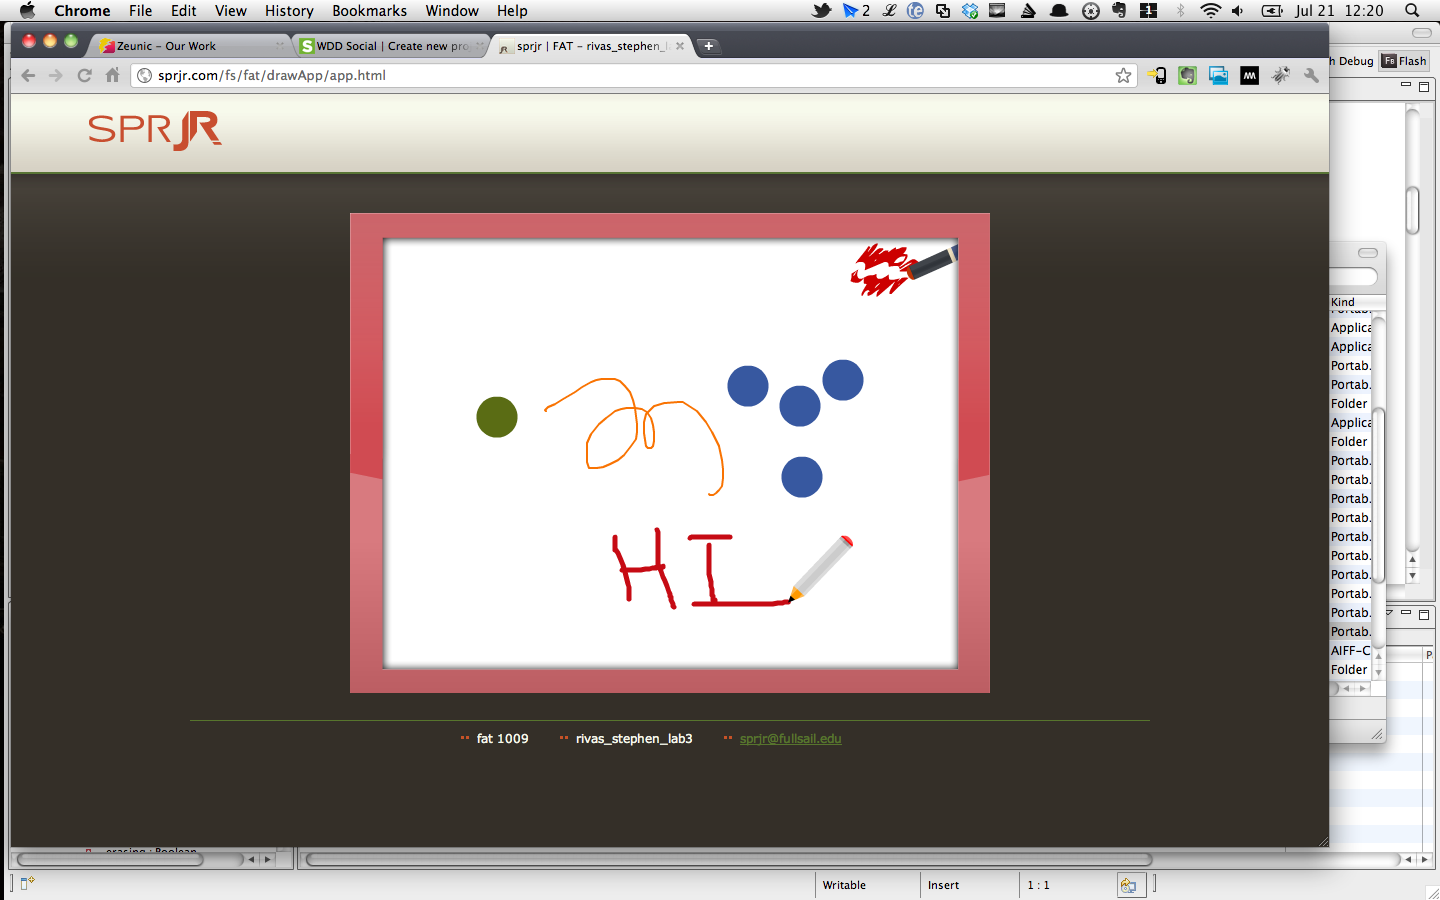 Chrome File Edit View History Bookmarks Window Help
2
1
Jul 21 12:20
Zeunic – Our Work
WDD Social | Create new pro
sprjr | FAT – rivas_stephen_l
sprjr.com/fs/fat/drawApp/app.html
h Debug
Fb Flash
SPRJR
HI
fat 1009
rivas_stephen_lab3
sprjr@fullsail.edu
Kind
Portab.
Applica
Applica
Portab.
Portab.
Folder
Applica
Folder
Portab.
Portab.
Portab.
Portab.
Portab.
Portab.
Portab.
Portab.
Portab.
Portab.
AIFF-C
Folder
P
erasing : Boolean
Writable
Insert
1 : 1